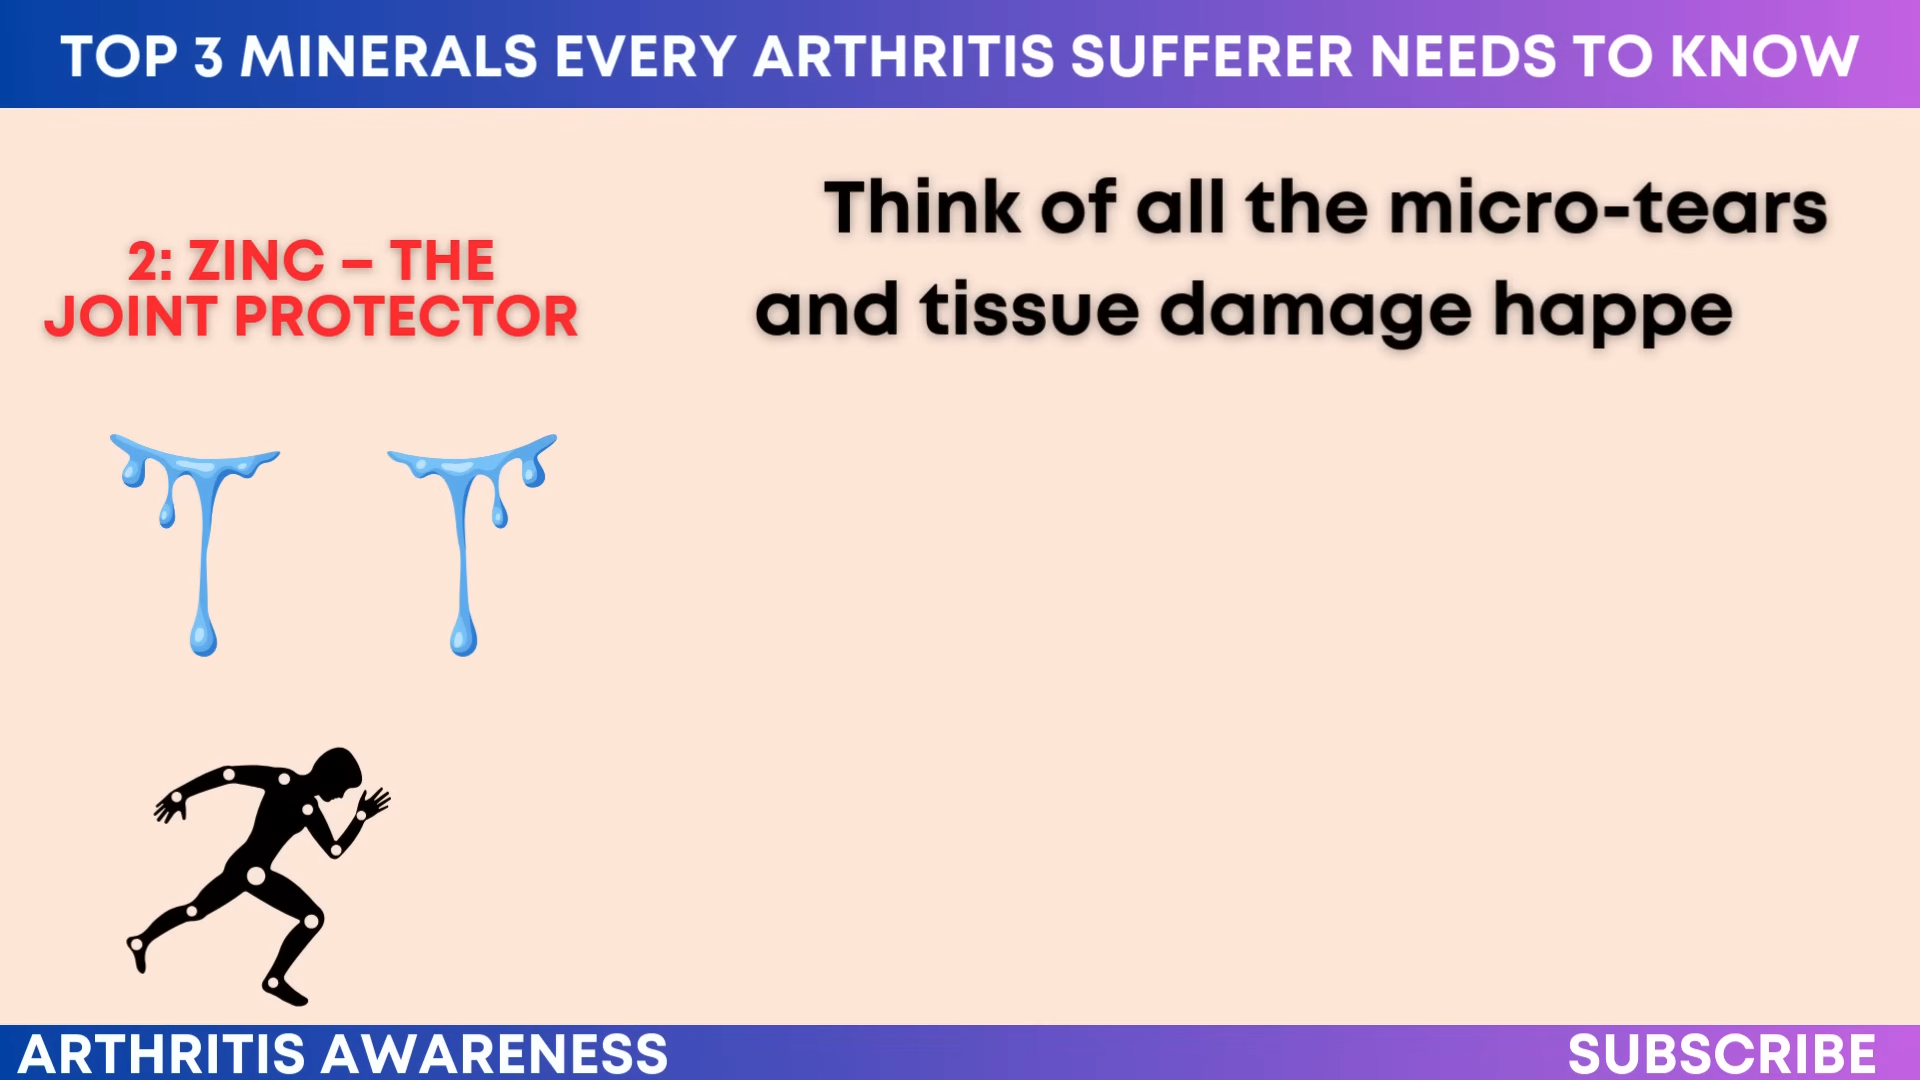 TOP 3 MINERALS EVERY ARTHRITIS SUFFERER NEEDS TO KNOW
2: ZINC – THE
JOINT PROTECTOR
Think of all the micro-tears
and tissue damage happe
ARTHRITIS AWARENESS
SUBSCRIBE